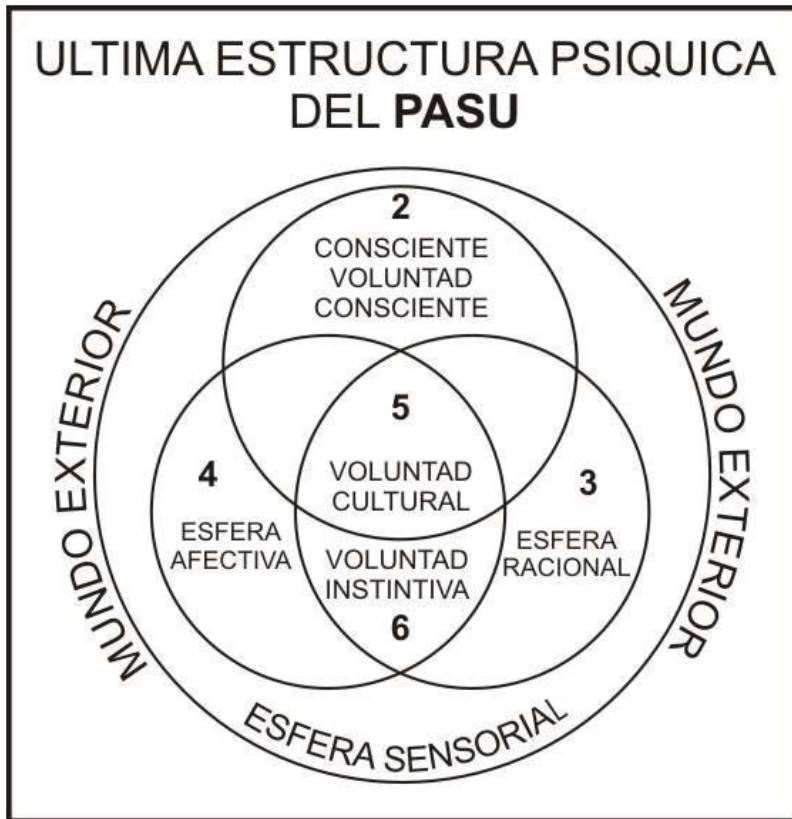 ULTIMA ESTRUCTURA PSIQUICA
DEL PASU
2
CONSCIENTE
VOLUNTAD
CONSCIENTE
MUNDO EXTERIOR
MUNDO EXTERIOR
5
VOLUNTAD
CULTURAL
4
ESFERA
AFECTIVA
3
ESFERA
RACIONAL
VOLUNTAD
INSTINTIVA
6
ESFERA SENSORIAL